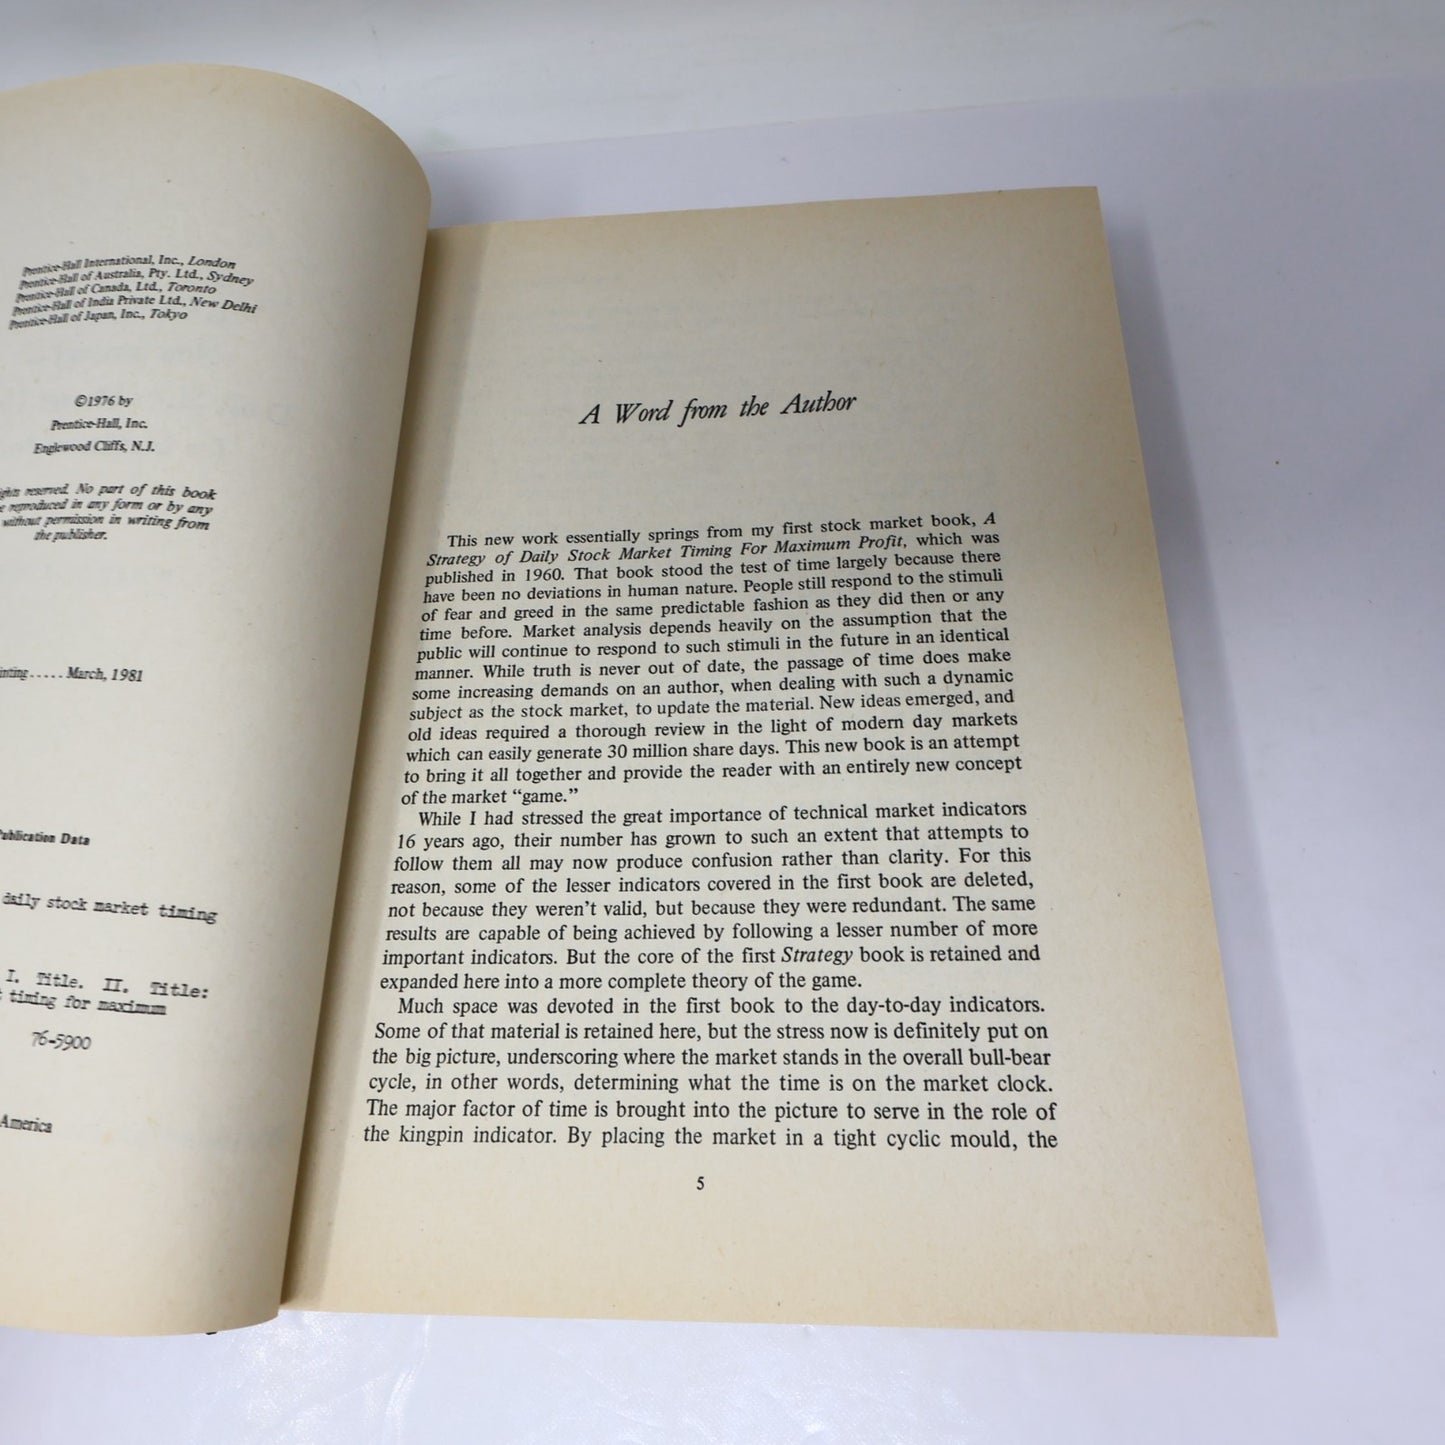 Prentice-Hall International, Inc., London
Prentice-Hall of Australia, Pty. Ltd., Sydney
Prentice-Hall of Canada, Ltd., Toronto
Prentice-Hall of India Private Ltd., New Delhi
Prentice-Hall of Japan, Inc., Tokyo
©1976 by
Prentice-Hall, Inc.
Englewood Cliffs, N.J.
reserved. No part of this book
reproduced in any form or by any
without permission in writing from
the publisher.
..... March, 1981
Publication Data
daily stock market timing
I. Title. II. Title:
timing for maximum
76-5900
America
A Word from the Author
This new work essentially springs from my first stock market book, A
Strategy of Daily Stock Market Timing For Maximum Profit, which was
published in 1960. That book stood the test of time largely because there
have been no deviations in human nature. People still respond to the stimuli
of fear and greed in the same predictable fashion as they did then or any
time before. Market analysis depends heavily on the assumption that the
public will continue to respond to such stimuli in the future in an identical
manner. While truth is never out of date, the passage of time does make
some increasing demands on an author, when dealing with such a dynamic
subject as the stock market, to update the material. New ideas emerged, and
old ideas required a thorough review in the light of modern day markets
which can easily generate 30 million share days. This new book is an attempt
to bring it all together and provide the reader with an entirely new concept
of the market “game.”
While I had stressed the great importance of technical market indicators
16 years ago, their number has grown to such an extent that attempts to
follow them all may now produce confusion rather than clarity. For this
reason, some of the lesser indicators covered in the first book are deleted,
not because they weren’t valid, but because they were redundant. The same
results are capable of being achieved by following a lesser number of more
important indicators. But the core of the first Strategy book is retained and
expanded here into a more complete theory of the game.
Much space was devoted in the first book to the day-to-day indicators.
Some of that material is retained here, but the stress now is definitely put on
the big picture, underscoring where the market stands in the overall bull-bear
cycle, in other words, determining what the time is on the market clock.
The major factor of time is brought into the picture to serve in the role of
the kingpin indicator. By placing the market in a tight cyclic mould, the
5